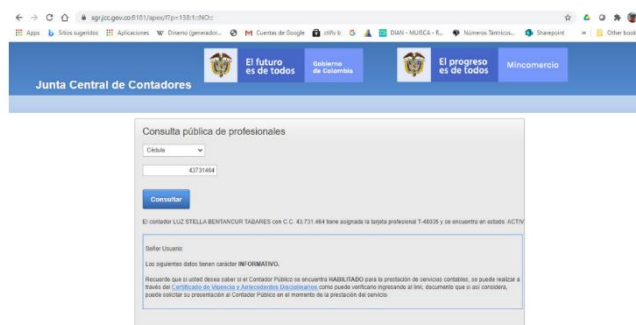 sgr.jcc.gov.co:8181/apex/f?p=138:1::NO::
Apps Sitios sugeridos Aplicaciones Dinamo (generador... M Cuentas de Google DIAN - MUISCA - R... Números Térmicos... Sharepoint » Other book
El futuro
es de todos
Gobierno
de Colombia
El progreso
es de todos
Mincomercio
Junta Central de Contadores
Consulta pública de profesionales
Cédula
43731464
Consultar
El contador LUZ STELLA BENTANCUR TABARES con C.C. 43.731.464 tiene asignada la tarjeta profesional y se encuentra en estado ACTIV
Señor Usuario:
Los siguientes datos tienen carácter INFORMATIVO.
Recuerde que si usted desea saber si el Contador Público se encuentra HABILITADO para la prestación de servicios contables, se puede realizar a
través del Certificado de Vigencia y Antecedentes Disciplinarios como puede verificarlo ingresando al link, documento que si así considera,
puede solicitar su presentación al Contador Público en el momento de la prestación del servicio.